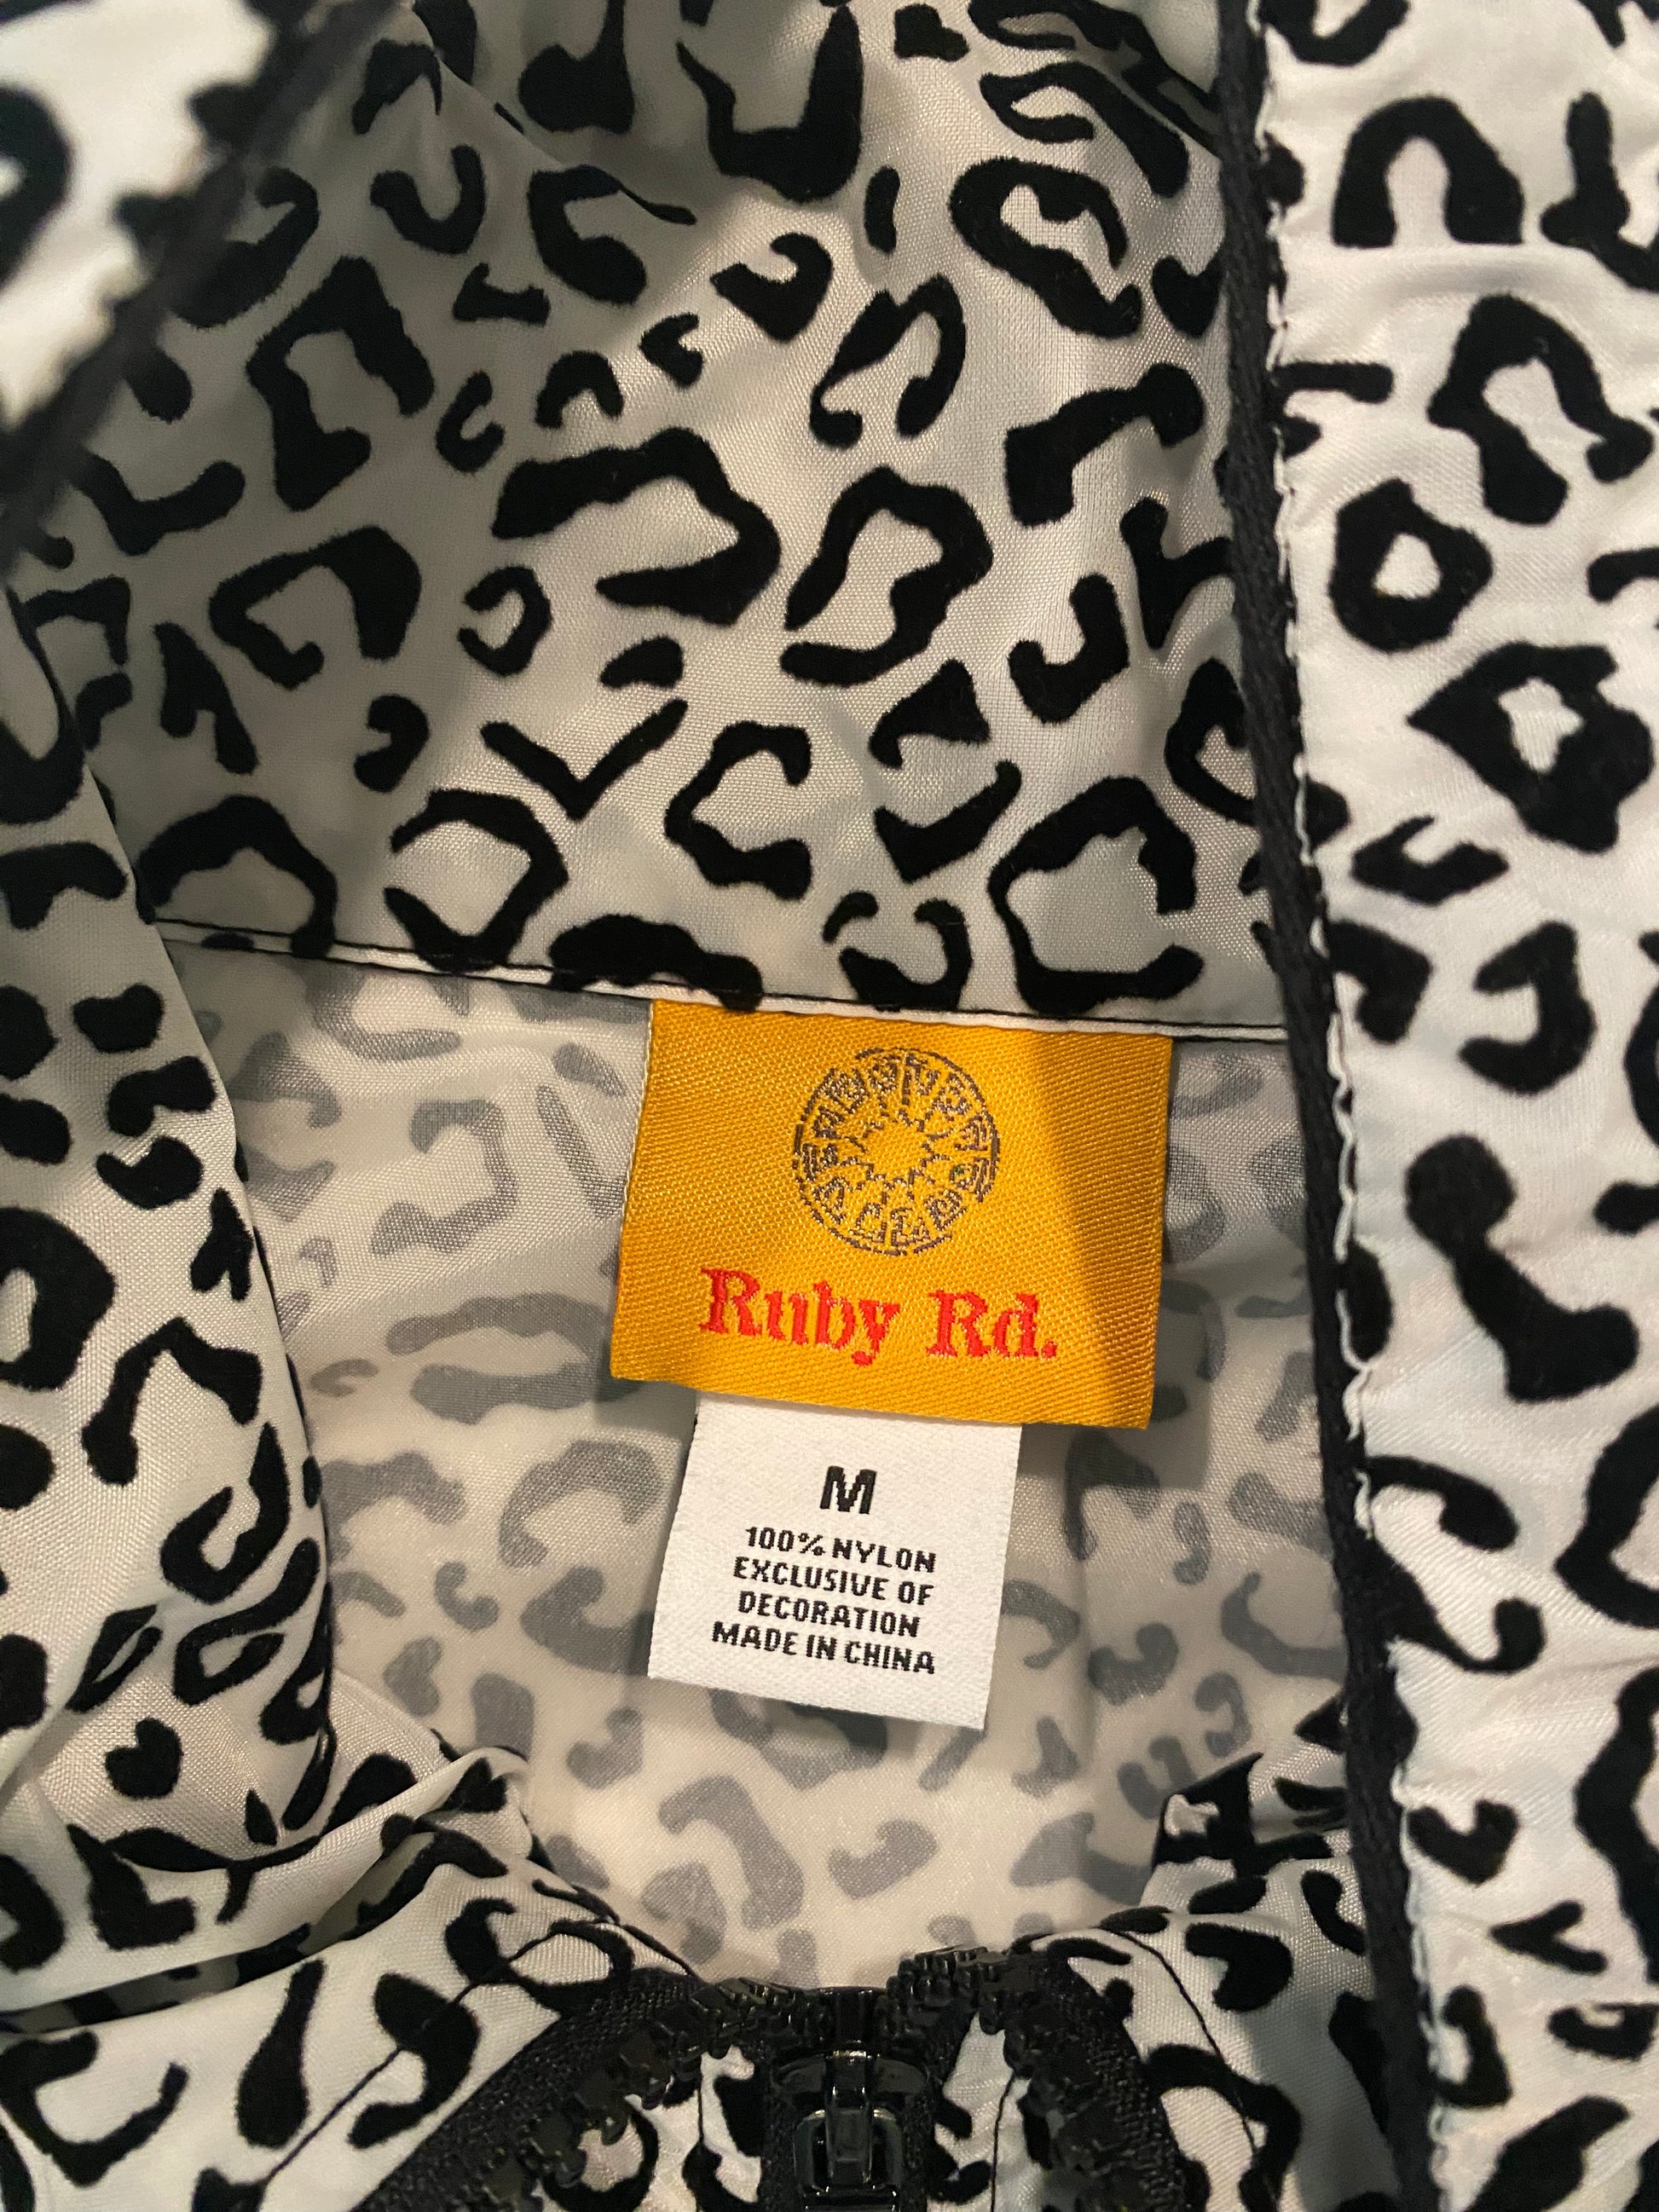 Ruby Rd.
M
100% NYLON
EXCLUSIVE OF
DECORATION
MADE IN CHINA